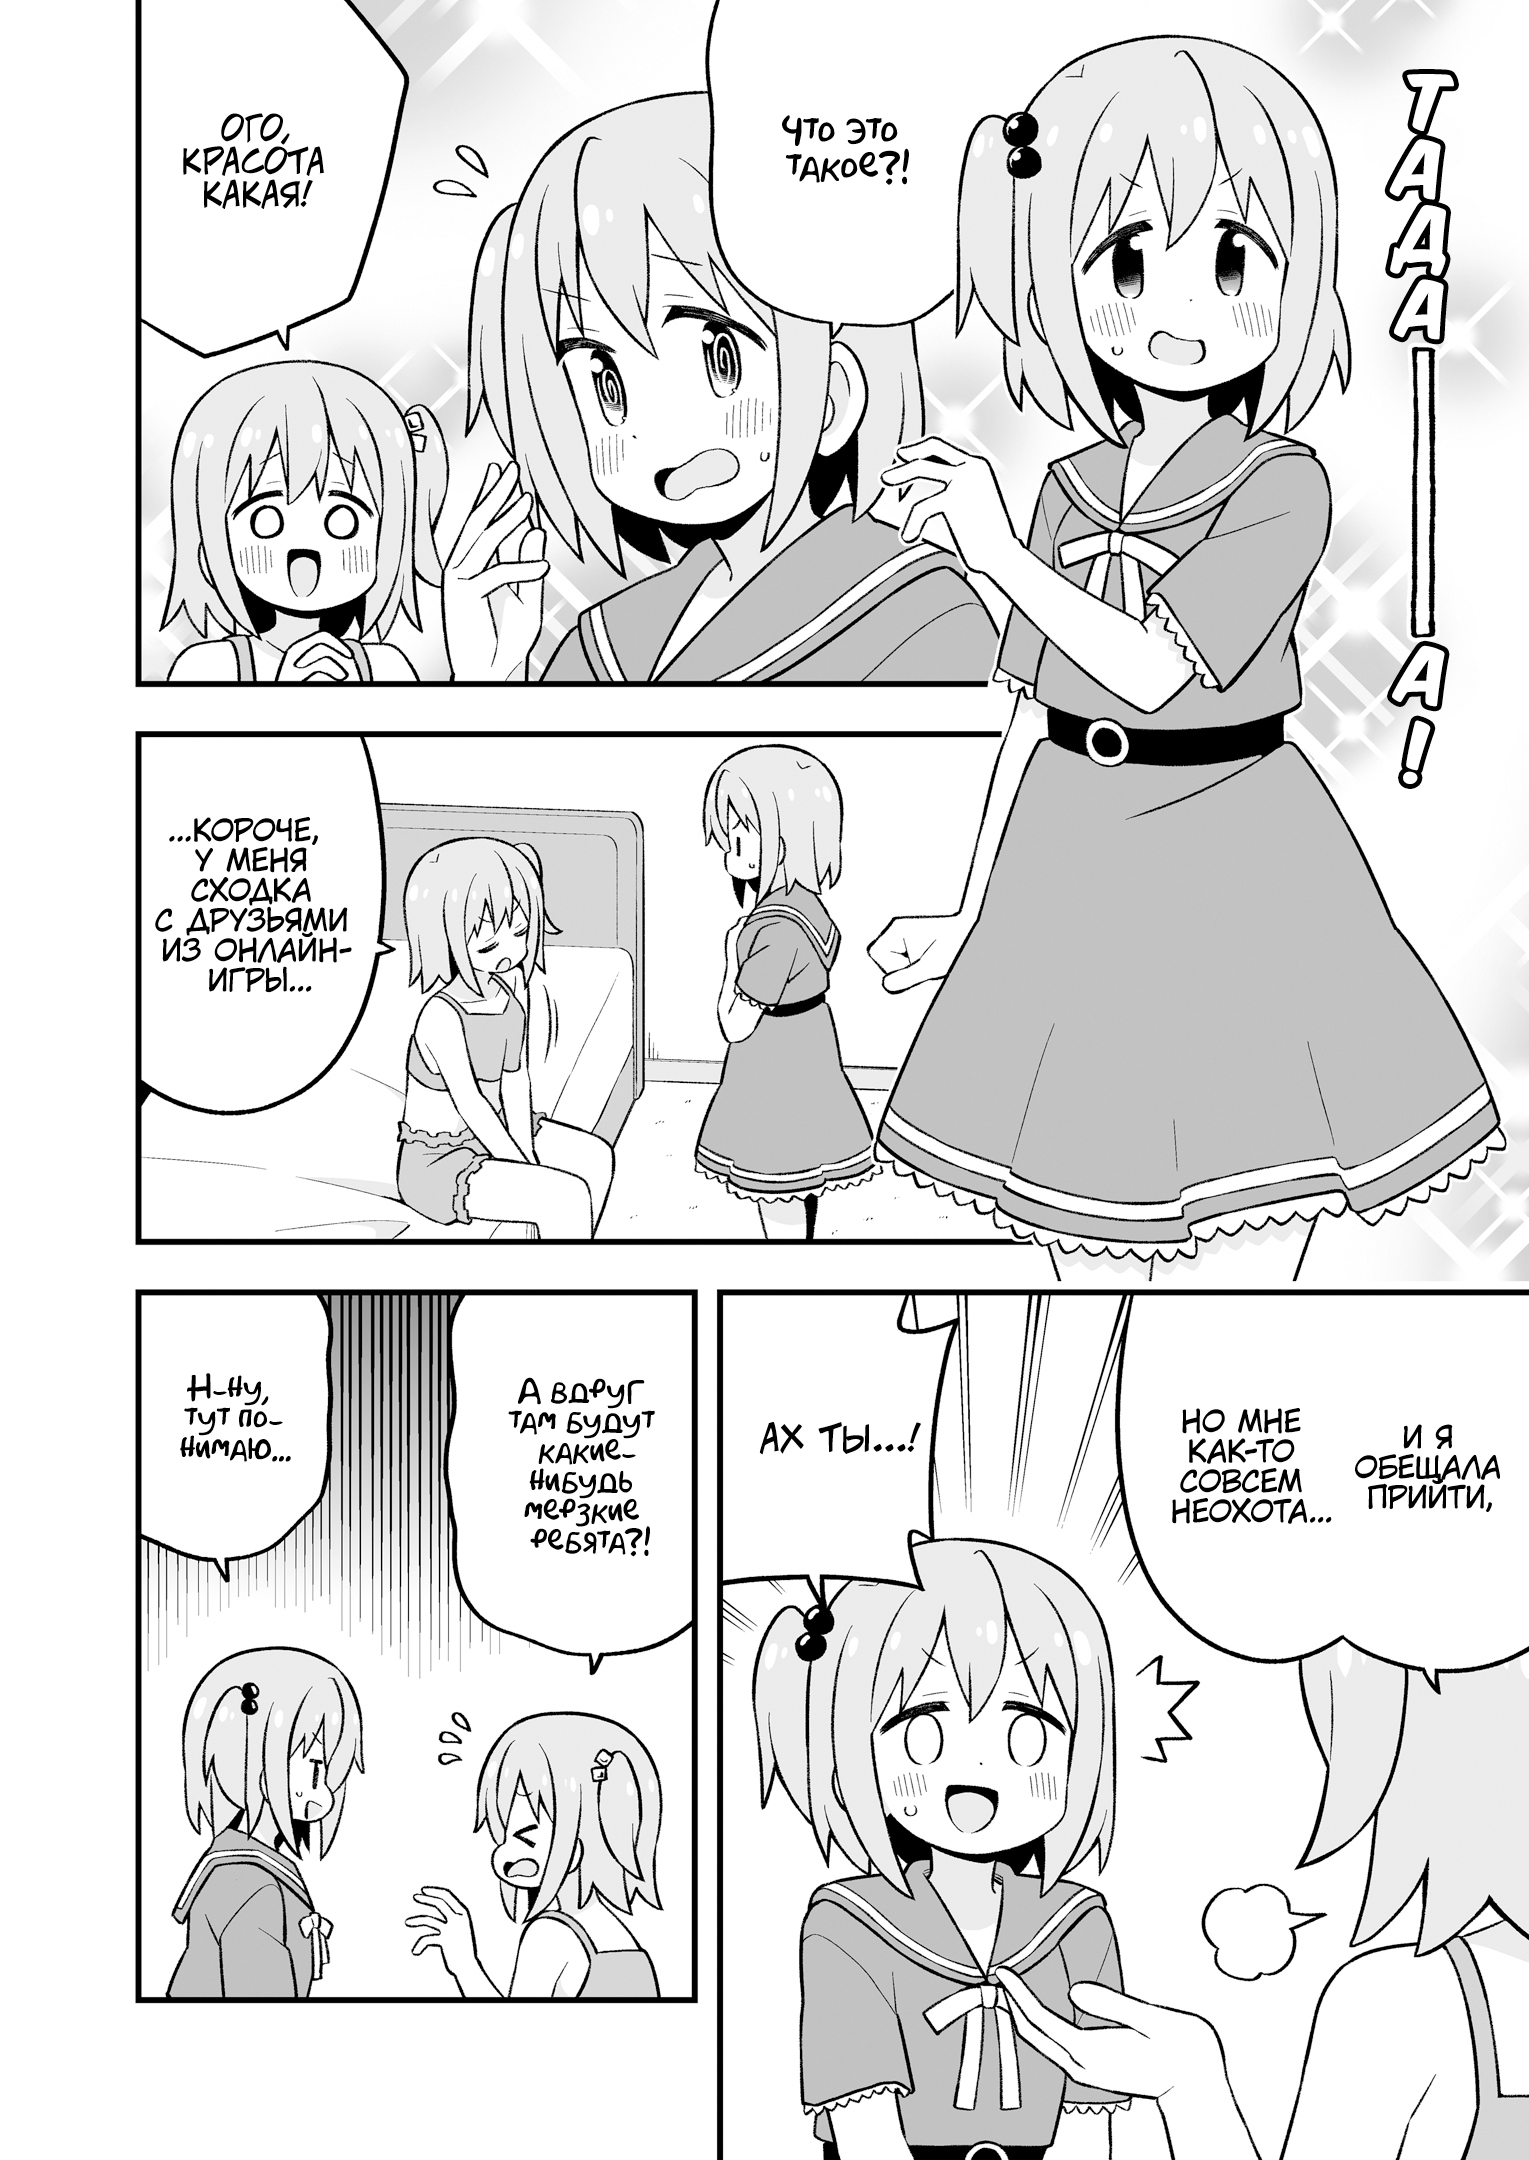 ТАДА—А!
ЧТО ЭТО
ТАКОЕ?!
ОГО,
КРАСОТА
КАКАЯ!
...КОРОЧЕ,
У МЕНЯ
СХОДКА
С ДРУЗЬЯМИ
ИЗ ОНЛАЙН-
ИГРЫ...
И Я
ОБЕЩАЛА
ПРИЙТИ,
НО МНЕ
КАК-ТО
СОВСЕМ
НЕОХОТА...
АХ ТЫ...!
А ВДРУГ
ТАМ БУДУТ
КАКИЕ-
НИБУДЬ
МЕРЗКИЕ
РЕБЯТА?!
Н-НУ,
ТУТ ПО-
НИМАЮ...